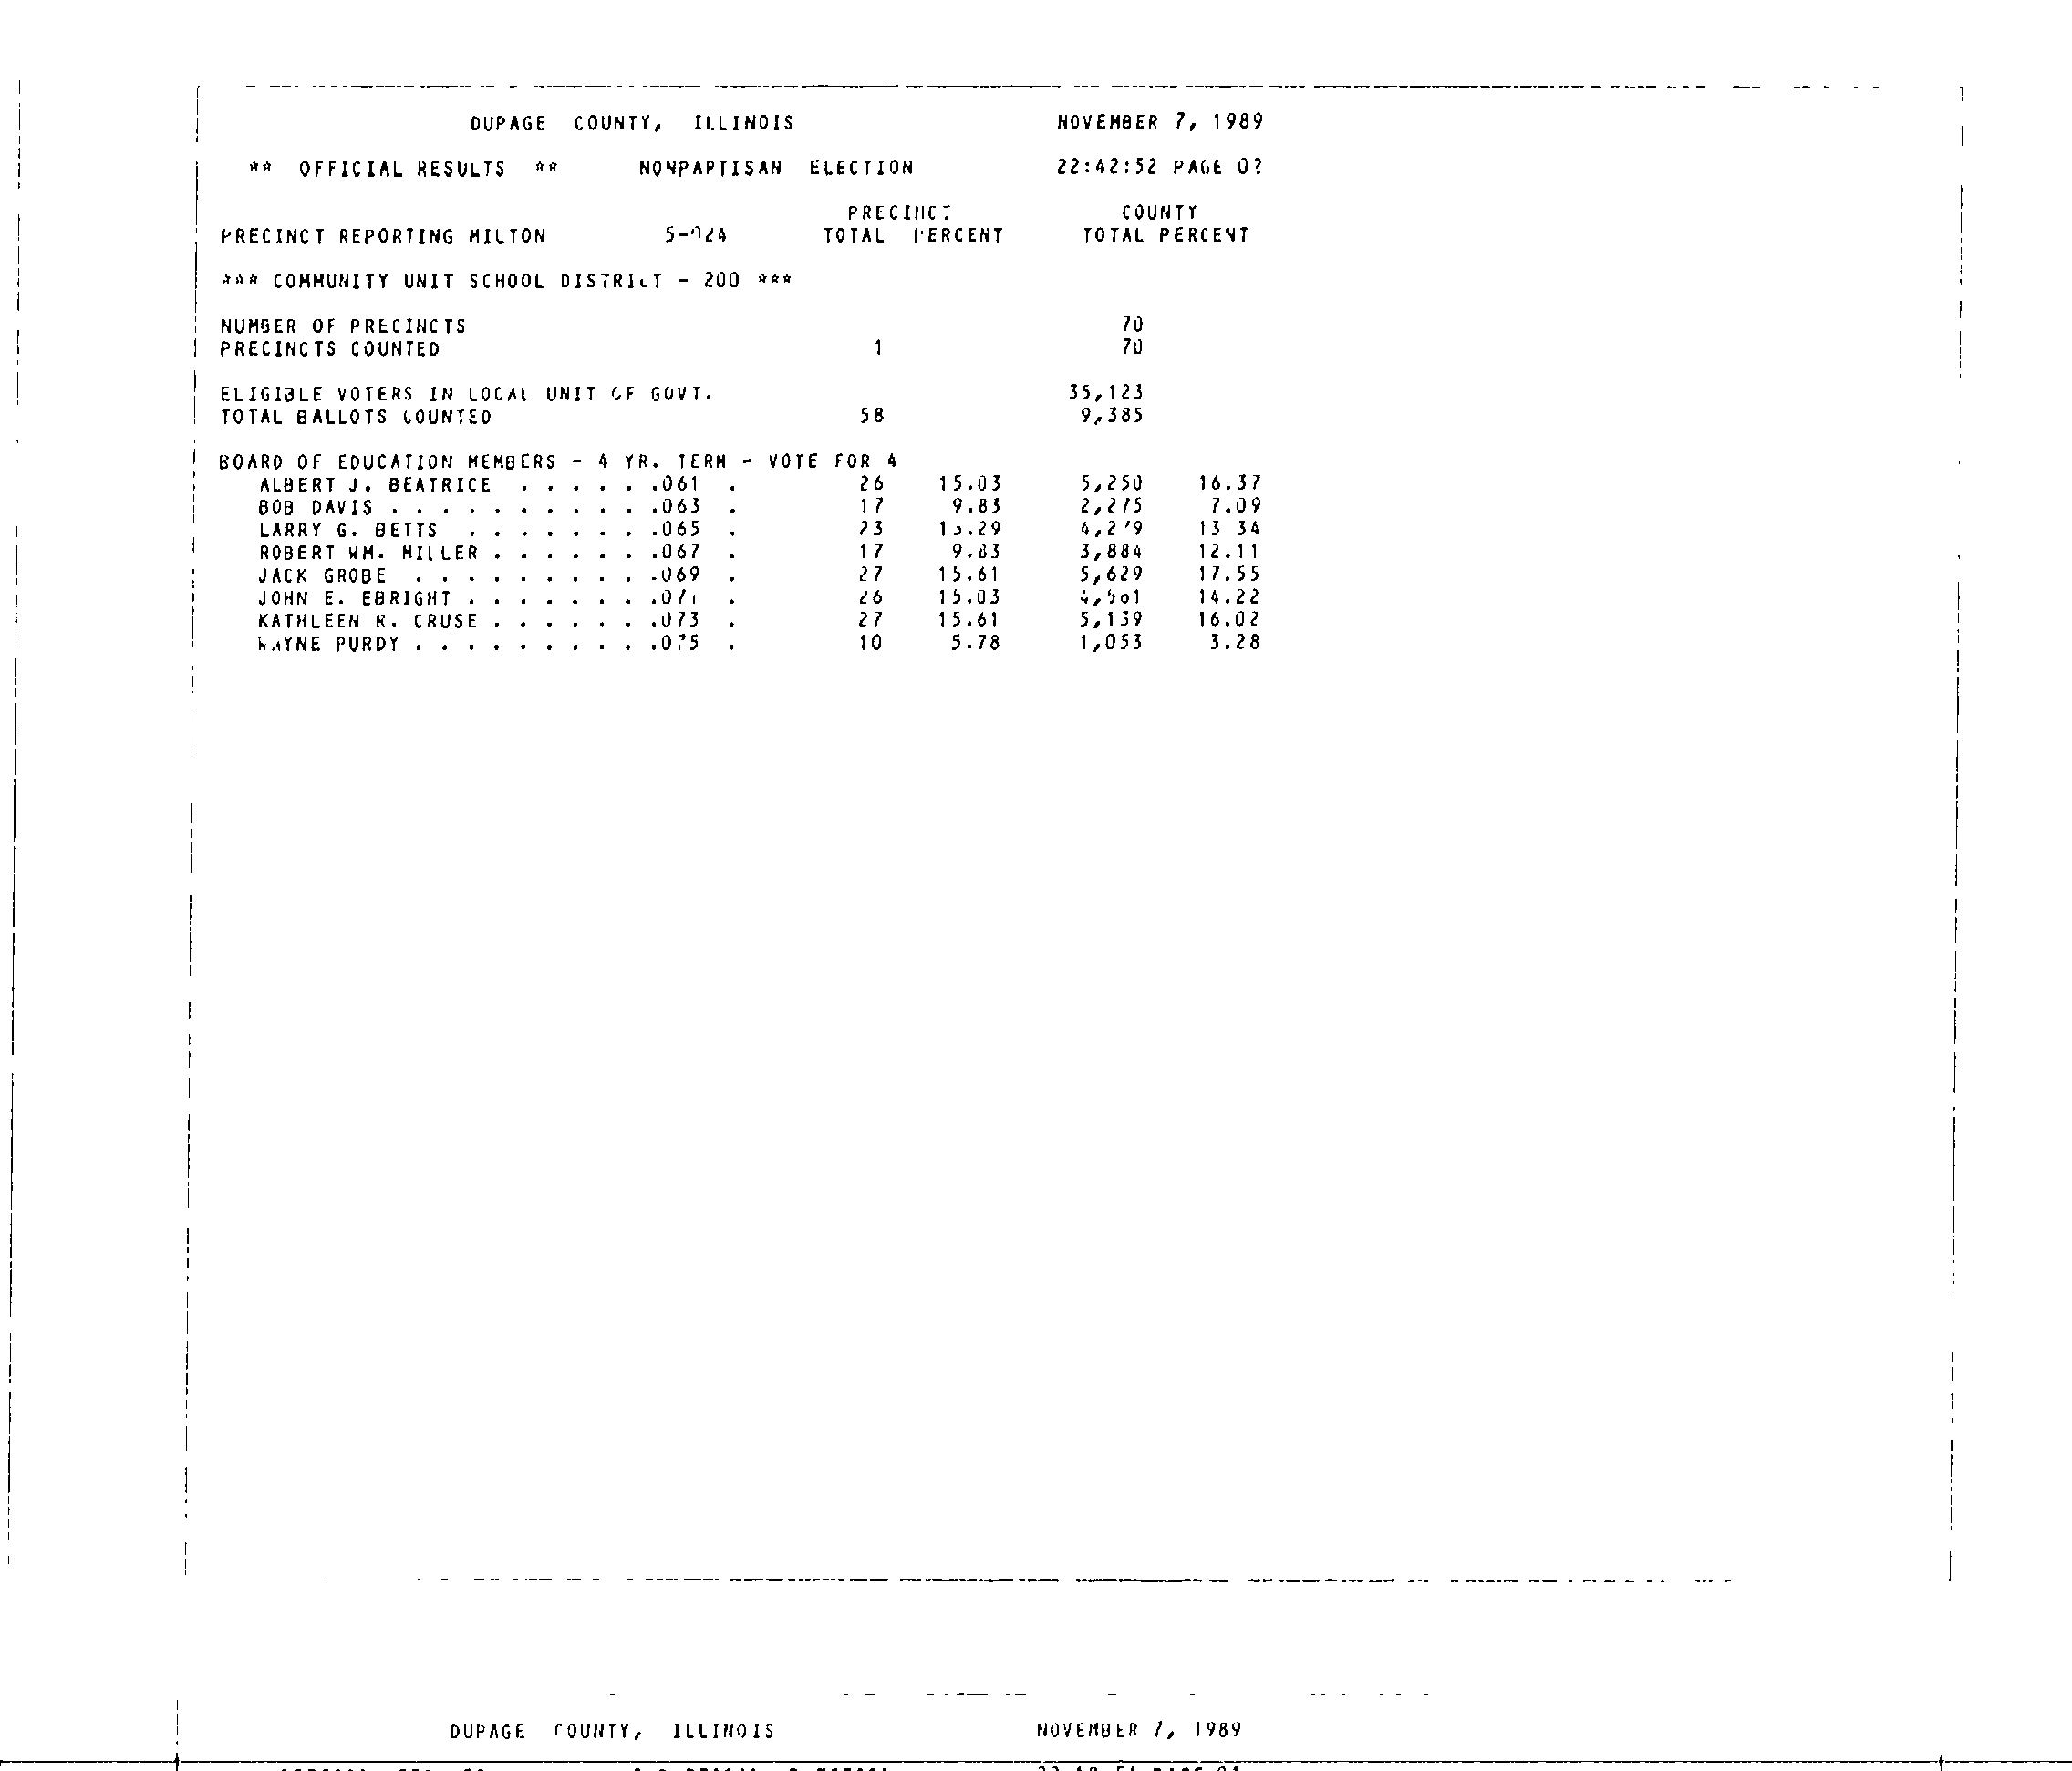 DUPAGE COUNTY, ILLINOIS NOVEMBER 7, 1989
** OFFICIAL RESULTS ** NONPAPTISAN ELECTION 22:42:52 PAGE
PRECINCT COUNTY
PRECINCT REPORTING MILTON 5-024 TOTAL PERCENT TOTAL PERCENT
*** COMMUNITY UNIT SCHOOL DISTRICT - 200 ***
NUMBER OF PRECINCTS 70
PRECINCTS COUNTED 1 70
ELIGIBLE VOTERS IN LOCAL UNIT OF GOVT. 35,123
TOTAL BALLOTS COUNTED 58 9,385
BOARD OF EDUCATION MEMBERS - 4 YR. TERM - VOTE FOR 4
ALBERT J. BEATRICE . . . . . .061 . 26 15.03 5,250 16.37
BOB DAVIS . . . . . . . . . . .063 . 17 9.83 2,275 7.09
LARRY G. BETTS . . . . . . . .065 . 23 13.29 4,279 13 34
ROBERT WM. MILLER . . . . . . .067 . 17 9.83 3,884 12.11
JACK GROBE . . . . . . . . . .069 . 27 15.61 5,629 17.55
JOHN E. EBRIGHT . . . . . . . .071 . 26 15.03 4,561 14.22
KATHLEEN K. CRUSE . . . . . . .073 . 27 15.61 5,139 16.02
WAYNE PURDY . . . . . . . . . .075 . 10 5.78 1,053 3.28
DUPAGE COUNTY, ILLINOIS NOVEMBER 7, 1989